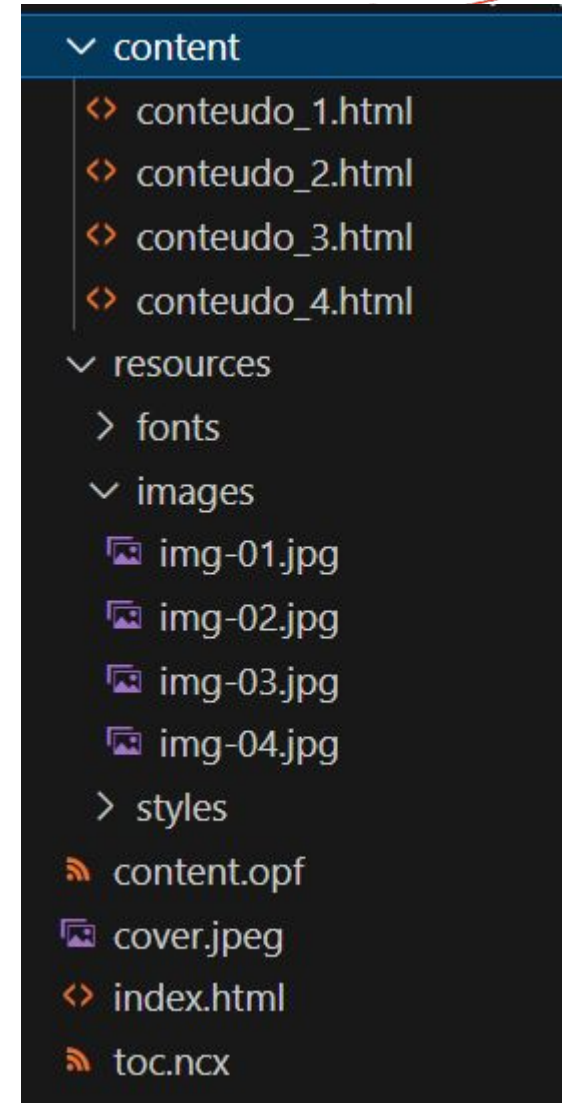 content
conteudo_1.html
conteudo_2.html
conteudo_3.html
conteudo_4.html
resources
fonts
images
img-01.jpg
img-02.jpg
img-03.jpg
img-04.jpg
styles
content.opf
cover.jpeg
index.html
toc.ncx